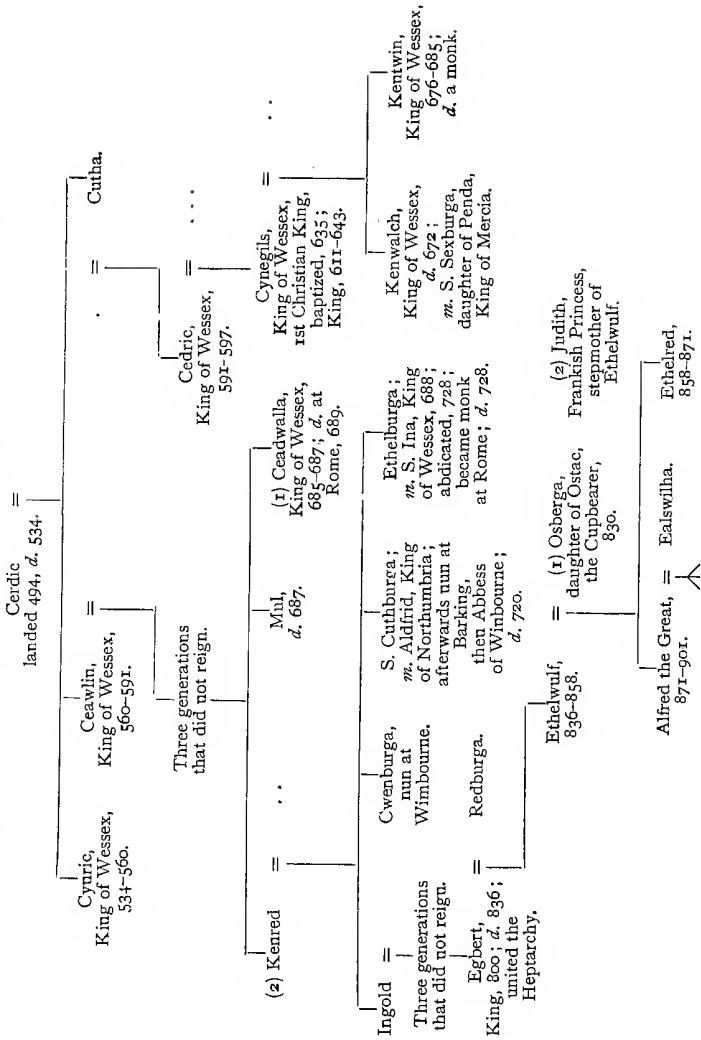 Cerdic =
landed 494, d. 534.
Cyuric,
King of Wessex,
534–560.
Ceawlin, =
King of Wessex,
560–591.
. = Cutha.
Three generations
that did not reign.
Cedric, = . . .
King of Wessex,
591–597.
(2) Kenred = . .
Mul,
d. 687.
(1) Ceadwalla,
King of Wessex,
685–687; d. at
Rome, 689.
Cynegils, = . .
King of Wessex,
1st Christian King,
baptized, 635;
King, 611–643.
Ingold =
Three generations
that did not reign.
Cwenburga,
nun at
Wimbourne.
S. Cuthburga;
m. Aldfrid, King
of Northumbria;
afterwards nun at
Barking,
then Abbess
of Winbourne;
d. 720.
Ethelburga;
m. S. Ina, King
of Wessex, 688;
abdicated, 728;
became monk
at Rome; d. 728.
Kenwalch,
King of Wessex,
d. 672;
m. S. Sexburga,
daughter of Penda,
King of Mercia.
Kentwin,
King of Wessex,
676–685;
d. a monk.
Egbert, = Redburga.
King, 800; d. 836;
united the
Heptarchy.
Ethelwulf, =
836–858.
(1) Osberga,
daughter of Ostac,
the Cupbearer,
830.
(2) Judith,
Frankish Princess,
stepmother of
Ethelwulf.
Alfred the Great, = Ealswilha.
871–901.
Ethelred,
858–871.